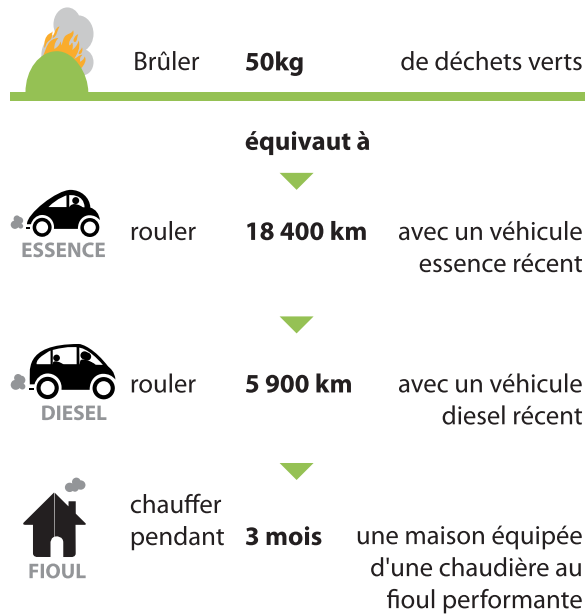 Brûler 50kg de déchets verts
équivaut à
rouler 18 400 km avec un véhicule
ESSENCE essence récent
rouler 5 900 km avec un véhicule
DIESEL diesel récent
chauffer
pendant 3 mois une maison équipée
FIOUL d'une chaudière au
fioul performante